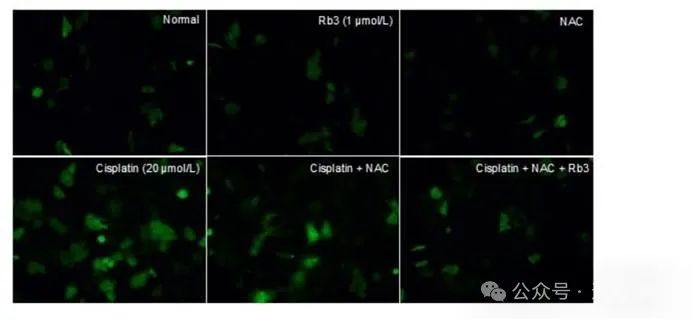 Normal
Rb3 (1 μmol/L)
NAC
Cisplatin (20 μmol/L)
Cisplatin + NAC
Cisplatin + NAC + Rb3
公众号 ·